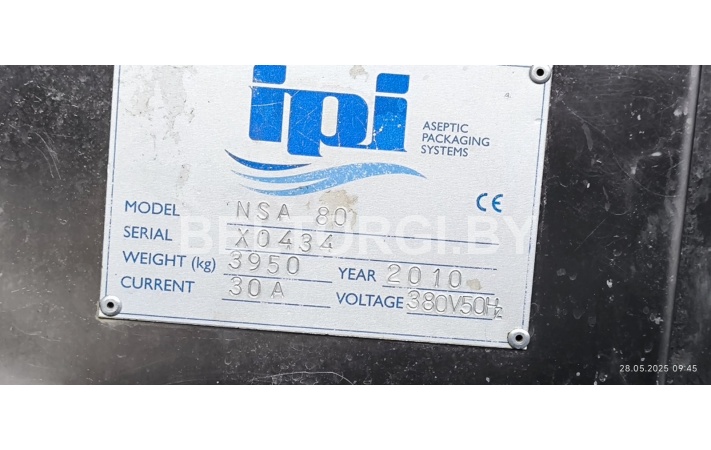 ipi
ASEPTIC
PACKAGING
SYSTEMS
CE
MODEL NSA 80
SERIAL X0434
WEIGHT (kg) 3950 YEAR 2010
CURRENT 30A VOLTAGE 380V50Hz
BELTORGI.BY
28.05.2025 09:45